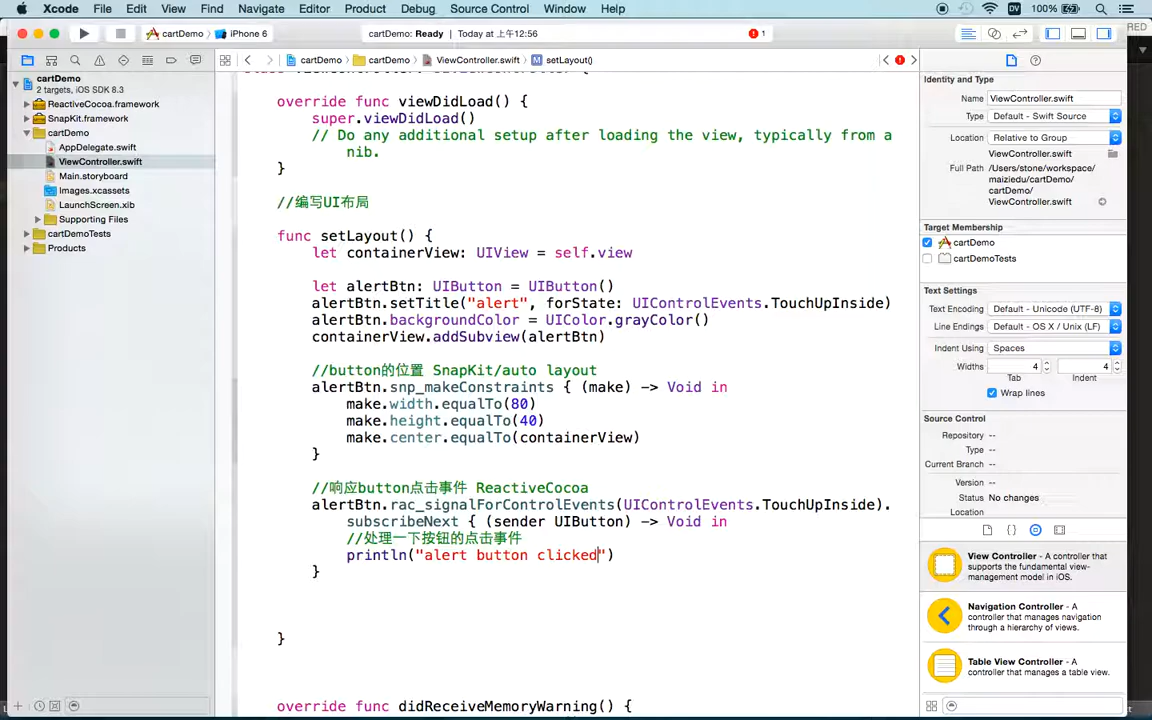 Xcode File Edit View Find Navigate Editor Product Debug Source Control Window Help DV 100%
cartDemo iPhone 6 cartDemo: Ready Today at 上午12:56 1
RED
cartDemo cartDemo ViewController.swift M setLayout()
cartDemo
2 targets, iOS SDK 8.3
ReactiveCocoa.framework
SnapKit.framework
cartDemo
AppDelegate.swift
ViewController.swift
Main.storyboard
Images.xcassets
LaunchScreen.xib
Supporting Files
cartDemoTests
Products
override func viewDidLoad() {
super.viewDidLoad()
// Do any additional setup after loading the view, typically from a
nib.
}
//编写UI布局
func setLayout() {
let containerView: UIView = self.view
let alertBtn: UIButton = UIButton()
alertBtn.setTitle("alert", forState: UIControlEvents.TouchUpInside)
alertBtn.backgroundColor = UIColor.grayColor()
containerView.addSubview(alertBtn)
//button的位置 SnapKit/auto layout
alertBtn.snp_makeConstraints { (make) -> Void in
make.width.equalTo(80)
make.height.equalTo(40)
make.center.equalTo(containerView)
}
//响应button点击事件 ReactiveCocoa
alertBtn.rac_signalForControlEvents(UIControlEvents.TouchUpInside).
subscribeNext { (sender UIButton) -> Void in
//处理一下按钮的点击事件
println("alert button clicked")
}
}
override func didReceiveMemoryWarning() {
Identity and Type
Name ViewController.swift
Type Default - Swift Source
Location Relative to Group
ViewController.swift
Full Path /Users/stone/workspace/
maiziedu/cartDemo/
cartDemo/
ViewController.swift
Target Membership
cartDemo
cartDemoTests
Text Settings
Text Encoding Default - Unicode (UTF-8)
Line Endings Default - OS X / Unix (LF)
Indent Using Spaces
Widths 4 4
Tab Indent
Wrap lines
Source Control
Repository --
Type --
Current Branch --
Version --
Status No changes
Location
View Controller - A
controller that supports the fundamental view-
management model in iOS.
Navigation Controller - A
controller that manages navigation
through a hierarchy of views.
Table View Controller - A
controller that manages a table view.